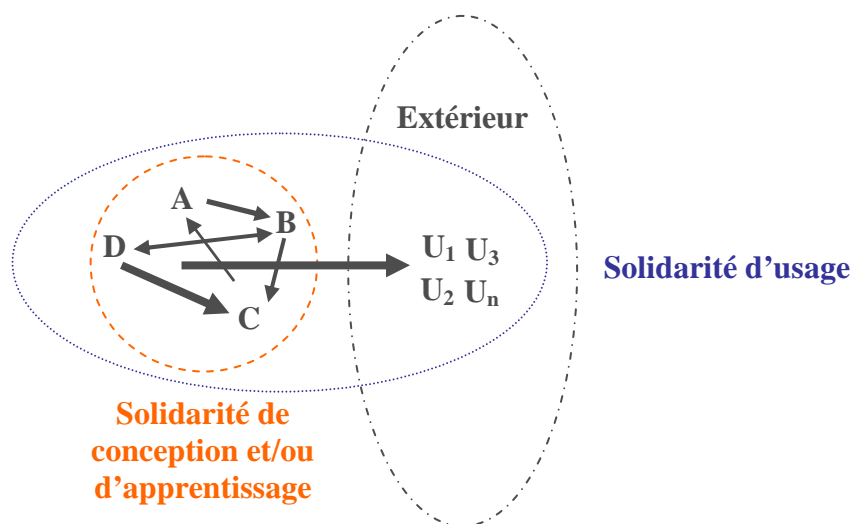 Extérieur
A
B
D
U₁ U₃
Solidarité d’usage
U₂ Uₙ
C
Solidarité de
conception et/ou
d’apprentissage